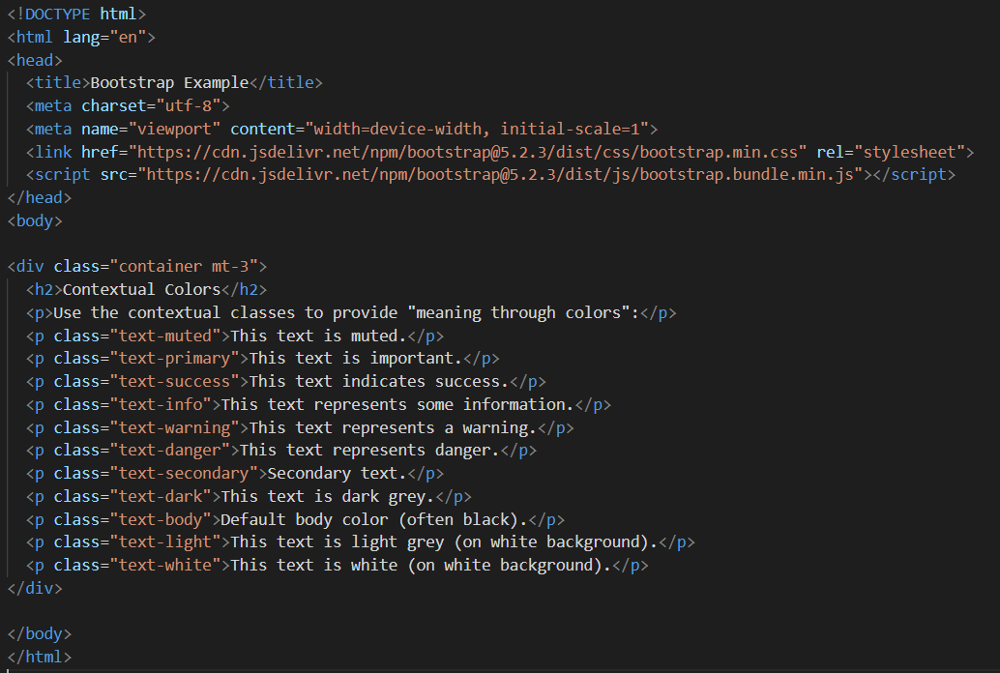 <!DOCTYPE html>
<html lang="en">
<head>
  <title>Bootstrap Example</title>
  <meta charset="utf-8">
  <meta name="viewport" content="width=device-width, initial-scale=1">
  <link href="https://cdn.jsdelivr.net/npm/bootstrap@5.2.3/dist/css/bootstrap.min.css" rel="stylesheet">
  <script src="https://cdn.jsdelivr.net/npm/bootstrap@5.2.3/dist/js/bootstrap.bundle.min.js"></script>
</head>
<body>

<div class="container mt-3">
  <h2>Contextual Colors</h2>
  <p>Use the contextual classes to provide "meaning through colors":</p>
  <p class="text-muted">This text is muted.</p>
  <p class="text-primary">This text is important.</p>
  <p class="text-success">This text indicates success.</p>
  <p class="text-info">This text represents some information.</p>
  <p class="text-warning">This text represents a warning.</p>
  <p class="text-danger">This text represents danger.</p>
  <p class="text-secondary">Secondary text.</p>
  <p class="text-dark">This text is dark grey.</p>
  <p class="text-body">Default body color (often black).</p>
  <p class="text-light">This text is light grey (on white background).</p>
  <p class="text-white">This text is white (on white background).</p>
</div>

</body>
</html>